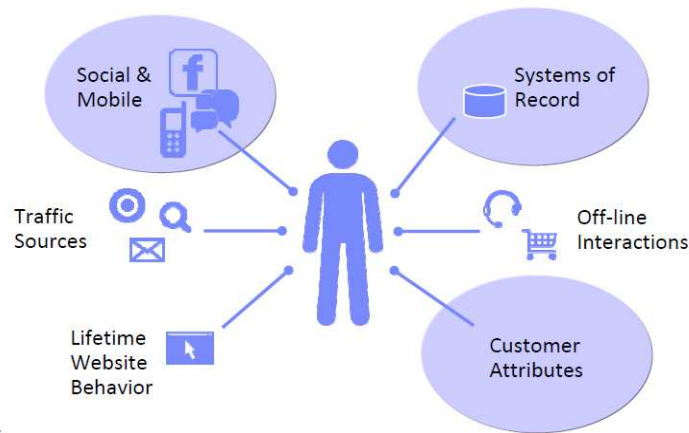 Social &
Mobile
f
Systems of
Record
Traffic
Sources
Off-line
Interactions
Lifetime
Website
Behavior
Customer
Attributes